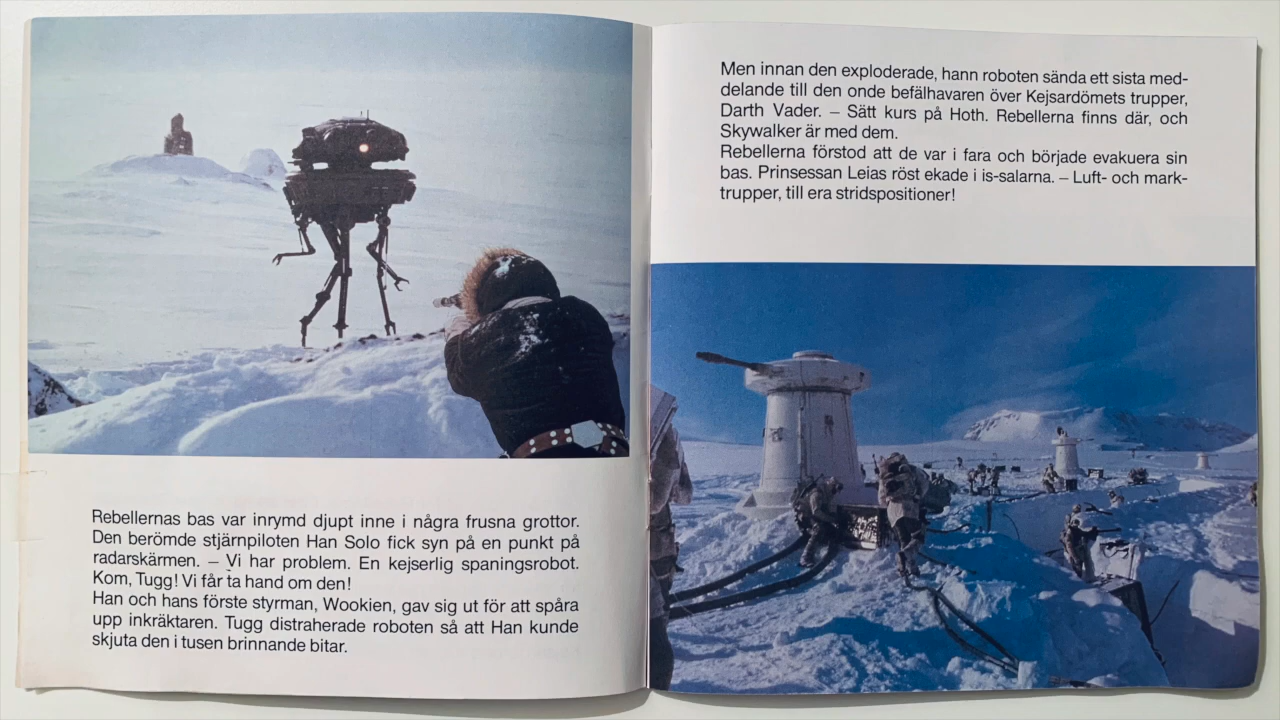 Rebellernas bas var inrymd djupt inne i några frusna grottor.
Den berömde stjärnpiloten Han Solo fick syn på en punkt på
radarskärmen. – Vi har problem. En kejserlig spaningsrobot.
Kom, Tugg! Vi får ta hand om den!
Han och hans förste styrman, Wookien, gav sig ut för att spåra
upp inkräktaren. Tugg distraherade roboten så att Han kunde
skjuta den i tusen brinnande bitar.
Men innan den exploderade, hann roboten sända ett sista med-
delande till den onde befälhavaren över Kejsardömets trupper,
Darth Vader. – Sätt kurs på Hoth. Rebellerna finns där, och
Skywalker är med dem.
Rebellerna förstod att de var i fara och började evakuera sin
bas. Prinsessan Leias röst ekade i is-salarna. – Luft- och mark-
trupper, till era stridspositioner!